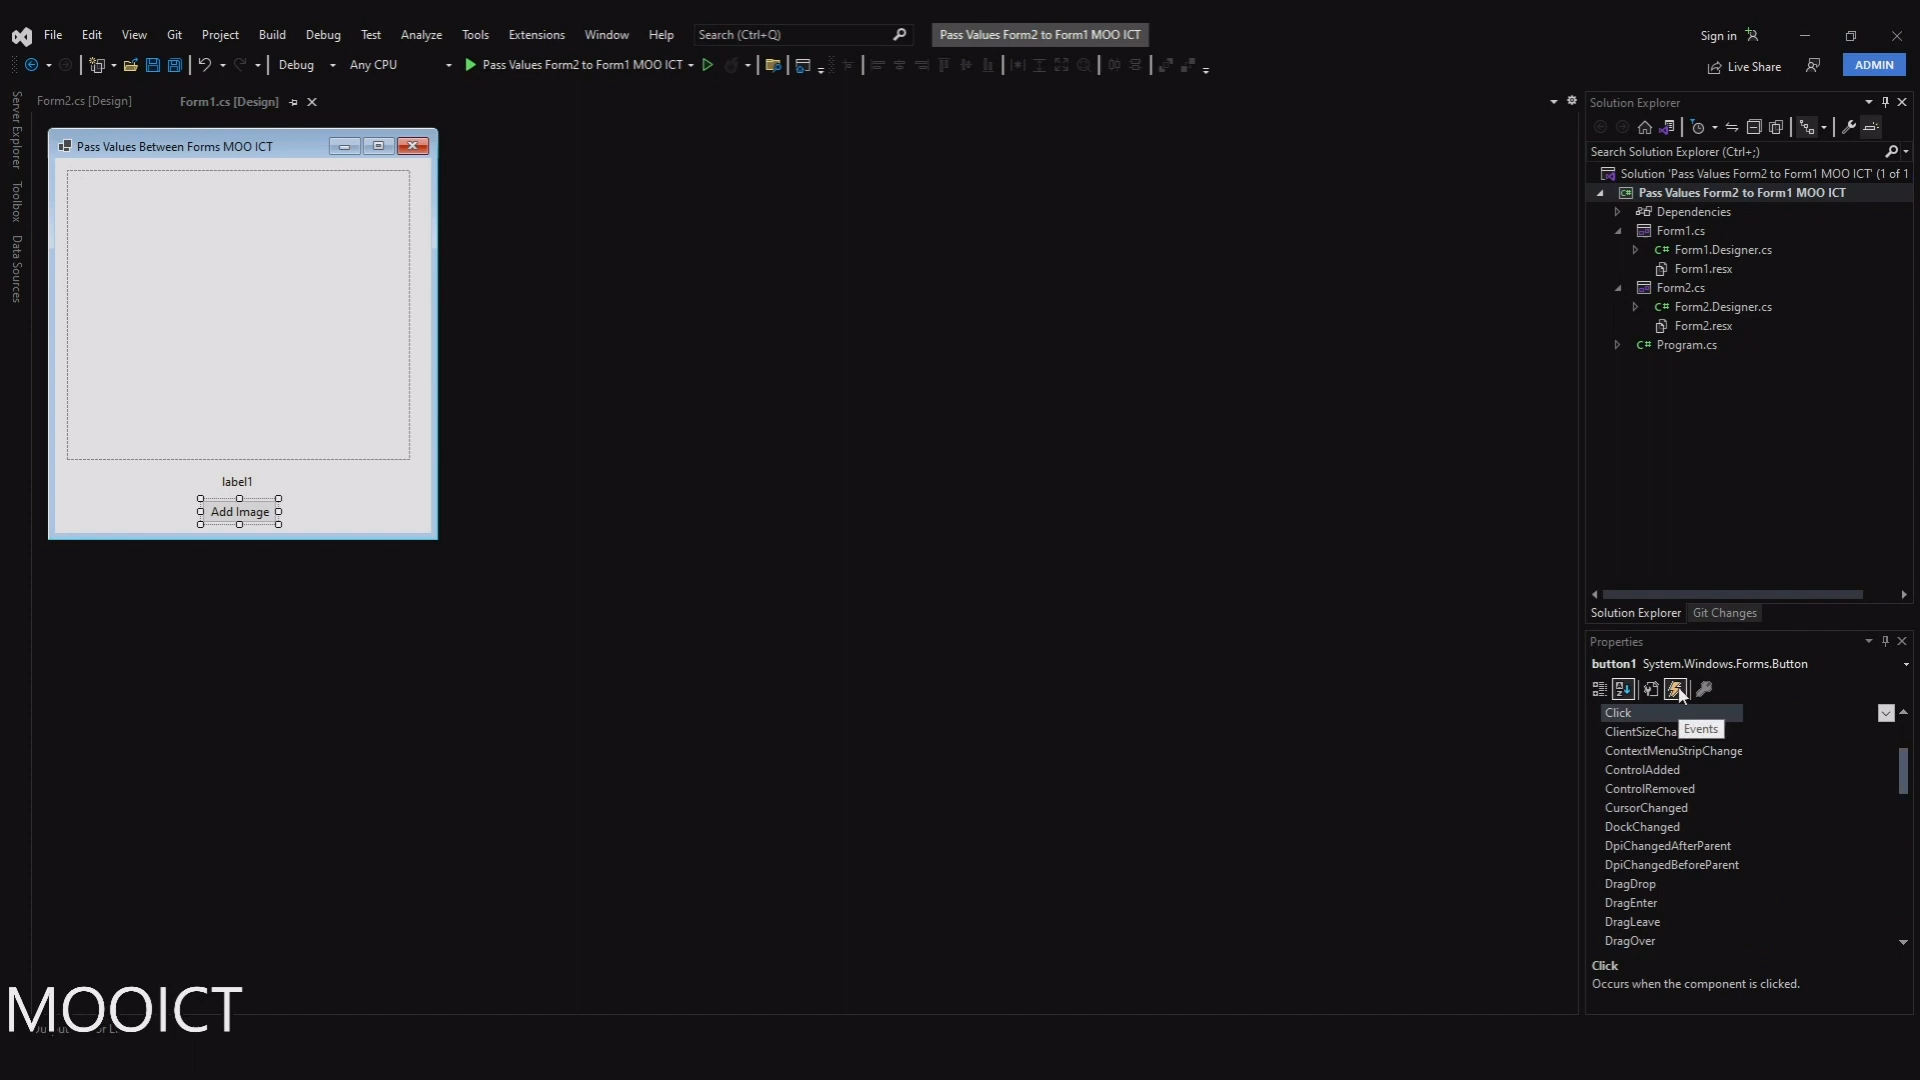 File Edit View Git Project Build Debug Test Analyze Tools Extensions Window Help Search (Ctrl+Q) Pass Values Form2 to Form1 MOO ICT Sign in
Debug Any CPU Pass Values Form2 to Form1 MOO ICT Live Share ADMIN
Form2.cs [Design] Form1.cs [Design]
Server Explorer
Toolbox
Data Sources
Pass Values Between Forms MOO ICT
label1
Add Image
Solution Explorer
Search Solution Explorer (Ctrl+;)
Solution 'Pass Values Form2 to Form1 MOO ICT' (1 of 1
Pass Values Form2 to Form1 MOO ICT
Dependencies
Form1.cs
C# Form1.Designer.cs
Form1.resx
Form2.cs
C# Form2.Designer.cs
Form2.resx
C# Program.cs
Solution Explorer Git Changes
Properties
button1 System.Windows.Forms.Button
Click
Events
ClientSizeCha
ContextMenuStripChange
ControlAdded
ControlRemoved
CursorChanged
DockChanged
DpiChangedAfterParent
DpiChangedBeforeParent
DragDrop
DragEnter
DragLeave
DragOver
Click
Occurs when the component is clicked.
MOOICT